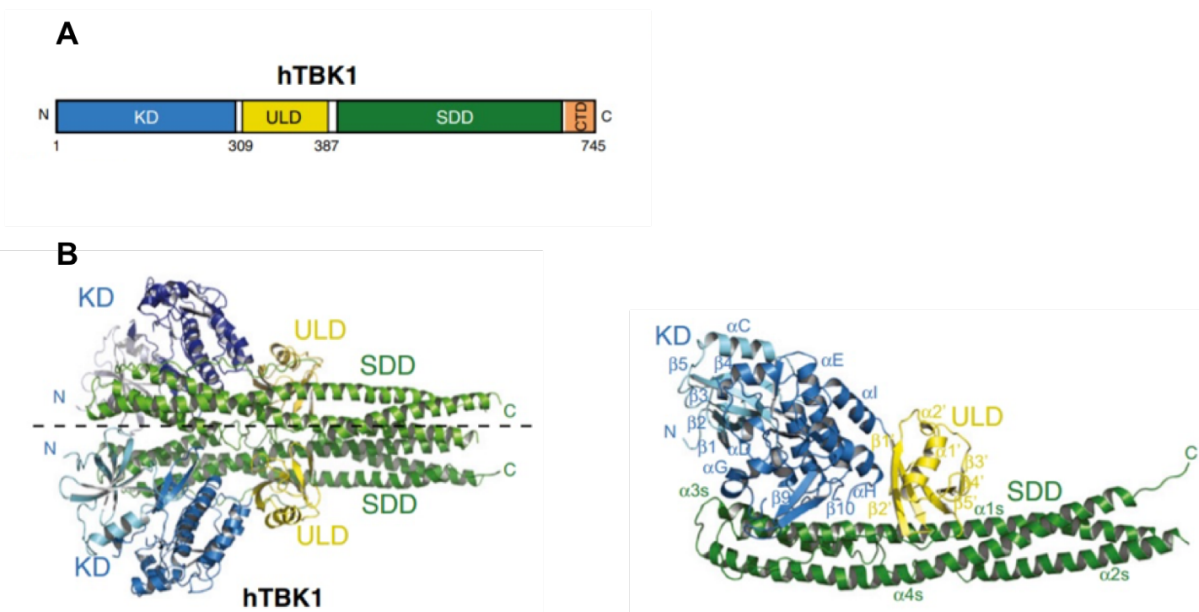 A
hTBK1
N KD ULD SDD CTD C
1 309 387 745
B
KD
ULD
SDD
N
C
N
C
SDD
ULD
KD
hTBK1
KD αC
β5 β4 αE
β3 αI
β2 α2' ULD
N β1 αD β1' α1'
αG β3'
β9 αH β4'
α3s β10 β2' β5' SDD C
α1s
α2s
α4s